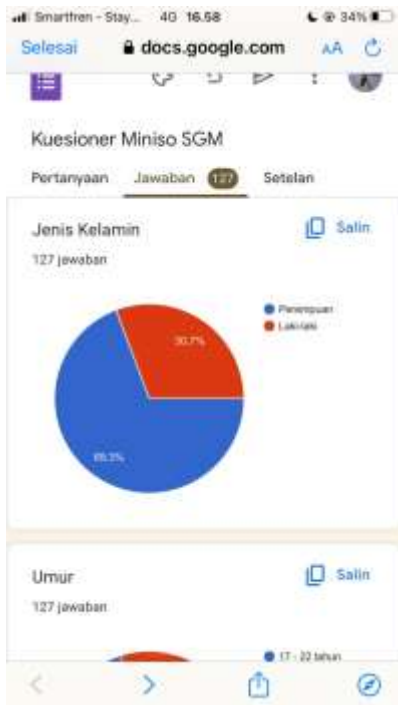 Smartfren - Stay... 4G 16.58 34%
Selesai docs.google.com AA
Kuesioner Miniso SGM
Pertanyaan Jawaban 127 Setelan
Jenis Kelamin Salin
127 jawaban
Perempuan
Laki-laki
30.7%
69.3%
Umur Salin
127 jawaban
17 - 22 tahun